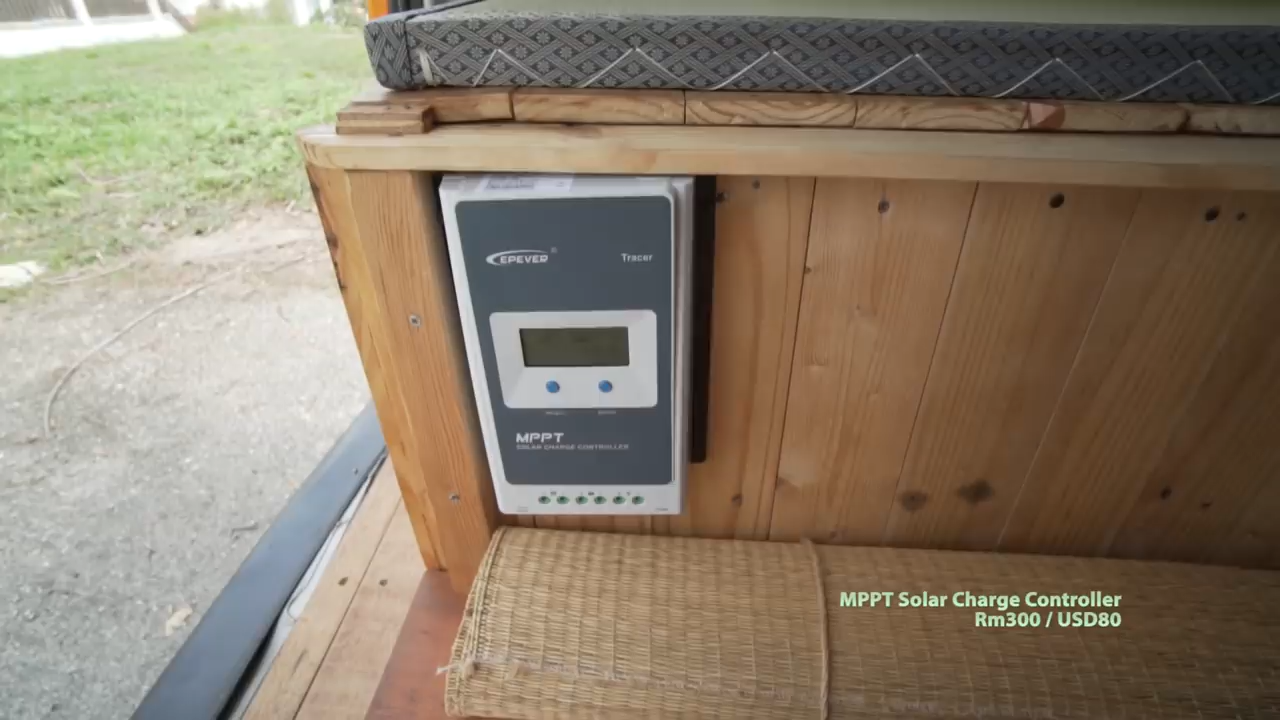 EPEVER
Tracer
MPPT
SOLAR CHARGE CONTROLLER
MPPT Solar Charge Controller
Rm300 / USD80